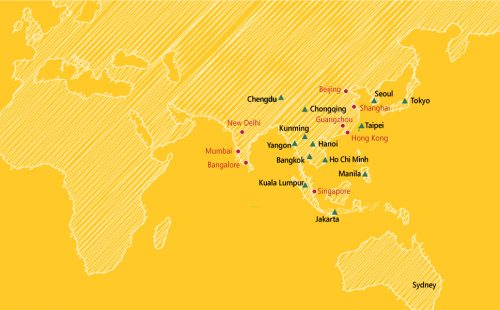 Beijing
Chengdu
Seoul
Tokyo
Chongqing
Shanghai
Guangzhou
New Delhi
Kunming
Taipei
Hong Kong
Mumbai
Yangon
Hanoi
Bangalore
Bangkok
Ho Chi Minh
Manila
Kuala Lumpur
Singapore
Jakarta
Sydney